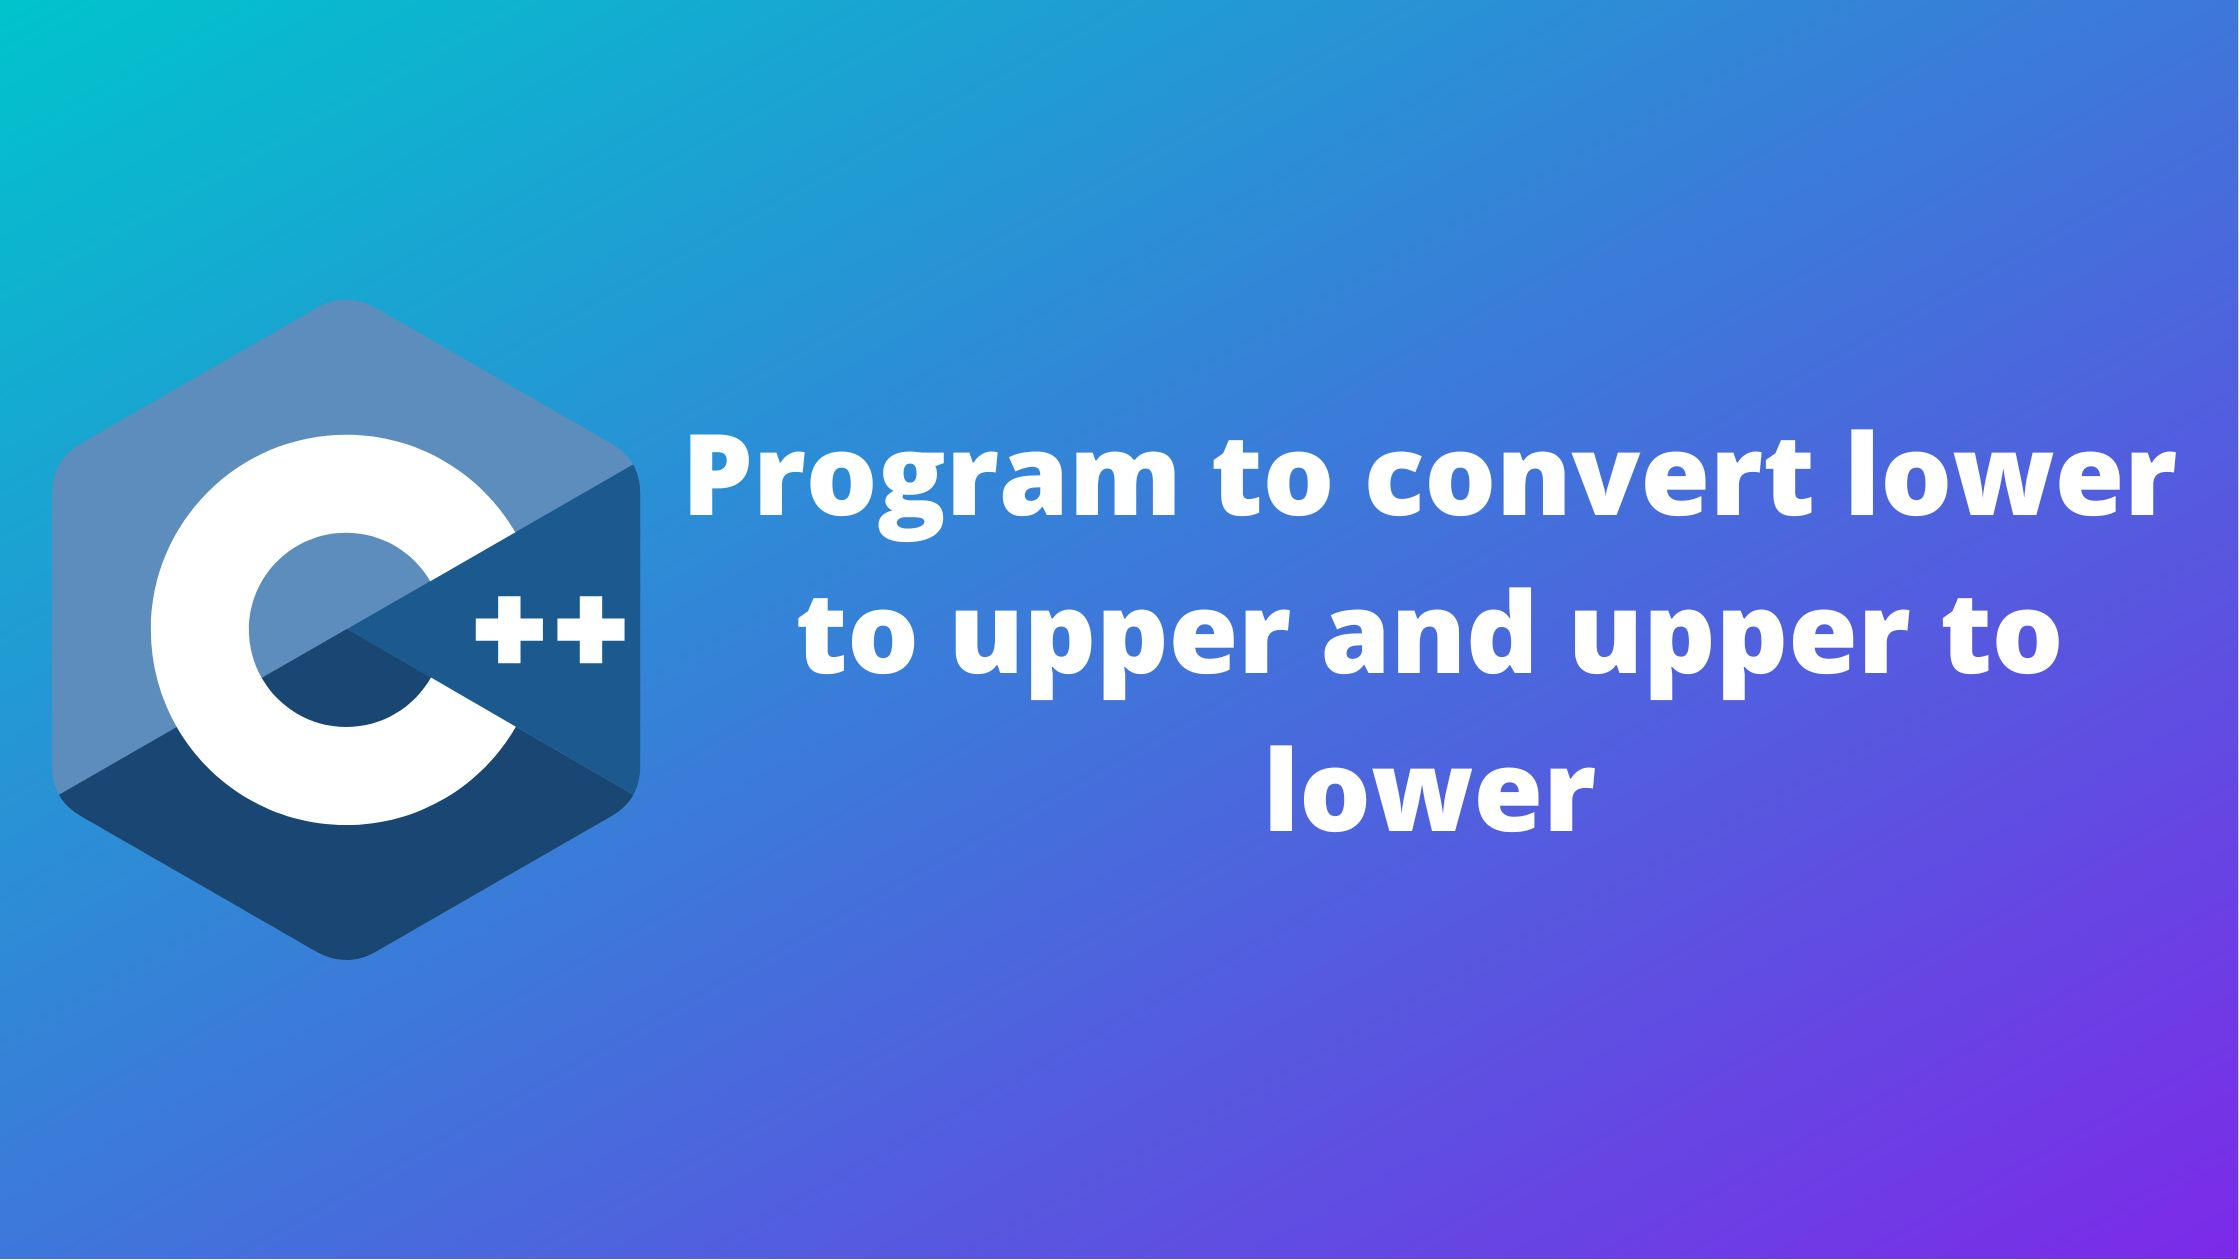 C++
Program to convert lower
to upper and upper to
lower